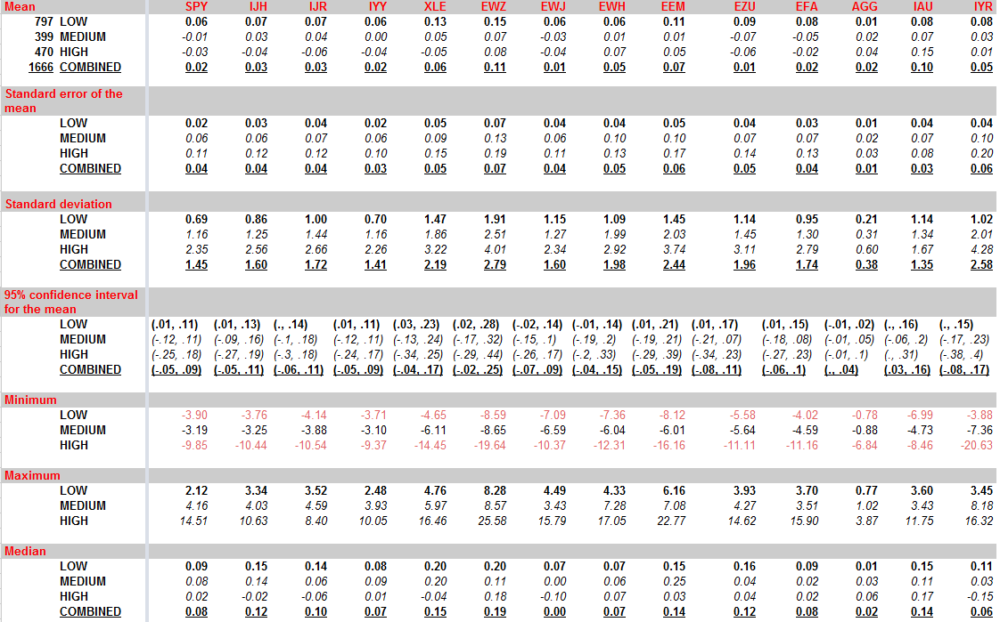 Mean SPY IJH IJR IYY XLE EWZ EWJ EWH EEM EZU EFA AGG IAU IYR
797 LOW 0.06 0.07 0.07 0.06 0.13 0.15 0.06 0.06 0.11 0.09 0.08 0.01 0.08 0.08
399 MEDIUM -0.01 0.03 0.04 0.00 0.05 0.07 -0.03 0.01 0.01 -0.07 -0.05 0.02 0.07 0.03
470 HIGH -0.03 -0.04 -0.06 -0.04 -0.05 0.08 -0.04 0.07 0.05 -0.06 -0.02 0.04 0.15 0.01
1666 COMBINED 0.02 0.03 0.03 0.02 0.06 0.11 0.01 0.05 0.07 0.01 0.02 0.02 0.10 0.05
Standard error of the
mean
LOW 0.02 0.03 0.04 0.02 0.05 0.07 0.04 0.04 0.05 0.04 0.03 0.01 0.04 0.04
MEDIUM 0.06 0.06 0.07 0.06 0.09 0.13 0.06 0.10 0.10 0.07 0.07 0.02 0.07 0.10
HIGH 0.11 0.12 0.12 0.10 0.15 0.19 0.11 0.13 0.17 0.14 0.13 0.03 0.08 0.20
COMBINED 0.04 0.04 0.04 0.03 0.05 0.07 0.04 0.05 0.06 0.05 0.04 0.01 0.03 0.06
Standard deviation
LOW 0.69 0.86 1.00 0.70 1.47 1.91 1.15 1.09 1.45 1.14 0.95 0.21 1.14 1.02
MEDIUM 1.16 1.25 1.44 1.16 1.86 2.51 1.27 1.99 2.03 1.45 1.30 0.31 1.34 2.01
HIGH 2.35 2.56 2.66 2.26 3.22 4.01 2.34 2.92 3.74 3.11 2.79 0.60 1.67 4.28
COMBINED 1.45 1.60 1.72 1.41 2.19 2.79 1.60 1.98 2.44 1.96 1.74 0.38 1.35 2.58
95% confidence interval
for the mean
LOW (.01, .11) (.01, .13) (., .14) (.01, .11) (.03, .23) (.02, .28) (-.02, .14) (-.01, .14) (.01, .21) (.01, .17) (.01, .15) (-.01, .02) (., .16) (., .15)
MEDIUM (-.12, .11) (-.09, .16) (-.1, .18) (-.12, .11) (-.13, .24) (-.17, .32) (-.15, .1) (-.19, .2) (-.19, .21) (-.21, .07) (-.18, .08) (-.01, .05) (-.06, .2) (-.17, .23)
HIGH (-.25, .18) (-.27, .19) (-.3, .18) (-.24, .17) (-.34, .25) (-.29, .44) (-.26, .17) (-.2, .33) (-.29, .39) (-.34, .23) (-.27, .23) (-.01, .1) (., .31) (-.38, .4)
COMBINED (-.05, .09) (-.05, .11) (-.06, .11) (-.05, .09) (-.04, .17) (-.02, .25) (-.07, .09) (-.04, .15) (-.05, .19) (-.08, .11) (-.06, .1) (., .04) (.03, .16) (-.08, .17)
Minimum
LOW -3.90 -3.76 -4.14 -3.71 -4.65 -8.59 -7.09 -7.36 -8.12 -5.58 -4.02 -0.78 -6.99 -3.88
MEDIUM -3.19 -3.25 -3.88 -3.10 -6.11 -8.65 -6.59 -6.04 -6.01 -5.64 -4.59 -0.88 -4.73 -7.36
HIGH -9.85 -10.44 -10.54 -9.37 -14.45 -19.64 -10.37 -12.31 -16.16 -11.11 -11.16 -6.84 -8.46 -20.63
Maximum
LOW 2.12 3.34 3.52 2.48 4.76 8.28 4.49 4.33 6.16 3.93 3.70 0.77 3.60 3.45
MEDIUM 4.16 4.03 4.59 3.93 5.97 8.57 3.43 7.28 7.08 4.27 3.51 1.02 3.43 8.18
HIGH 14.51 10.63 8.40 10.05 16.46 25.58 15.79 17.05 22.77 14.62 15.90 3.87 11.75 16.32
Median
LOW 0.09 0.15 0.14 0.08 0.20 0.20 0.07 0.07 0.15 0.16 0.09 0.01 0.15 0.11
MEDIUM 0.08 0.14 0.06 0.09 0.20 0.11 0.00 0.06 0.25 0.04 0.02 0.03 0.11 0.03
HIGH 0.02 -0.02 -0.06 0.01 -0.04 0.18 -0.10 0.07 0.03 0.04 0.02 0.06 0.17 -0.15
COMBINED 0.08 0.12 0.10 0.07 0.15 0.19 0.00 0.07 0.14 0.12 0.08 0.02 0.14 0.06